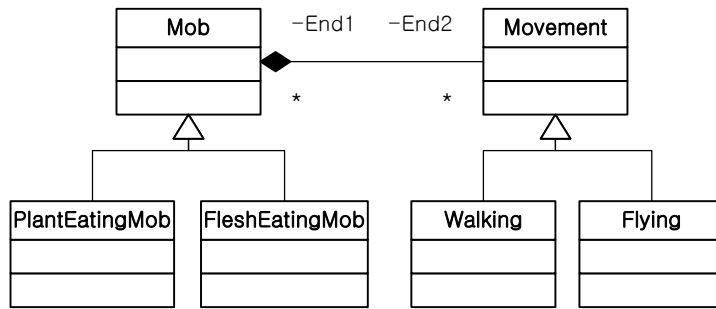 Mob
-End1
-End2
Movement
*
*
PlantEatingMob
FleshEatingMob
Walking
Flying